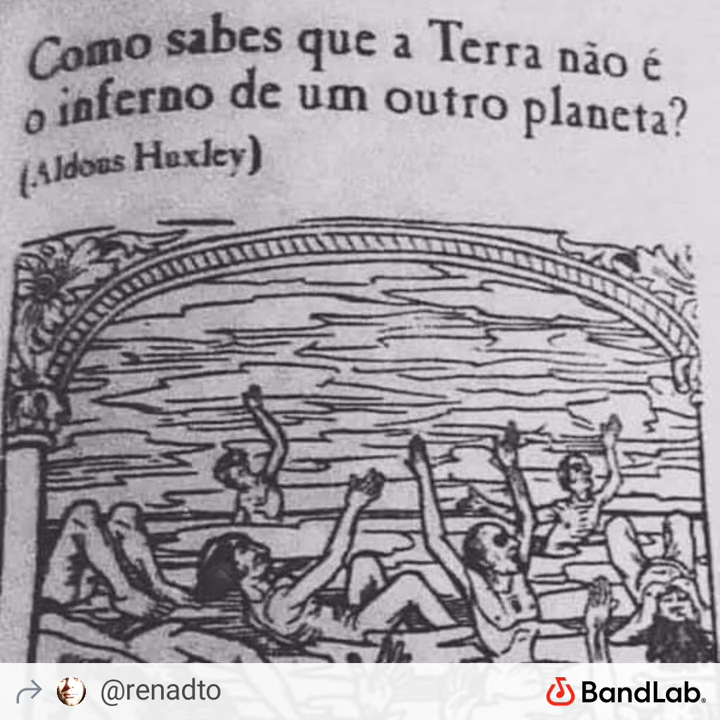 Como sabes que a Terra não é
o inferno de um outro planeta?
(Aldous Huxley)
@renadto
BandLab.